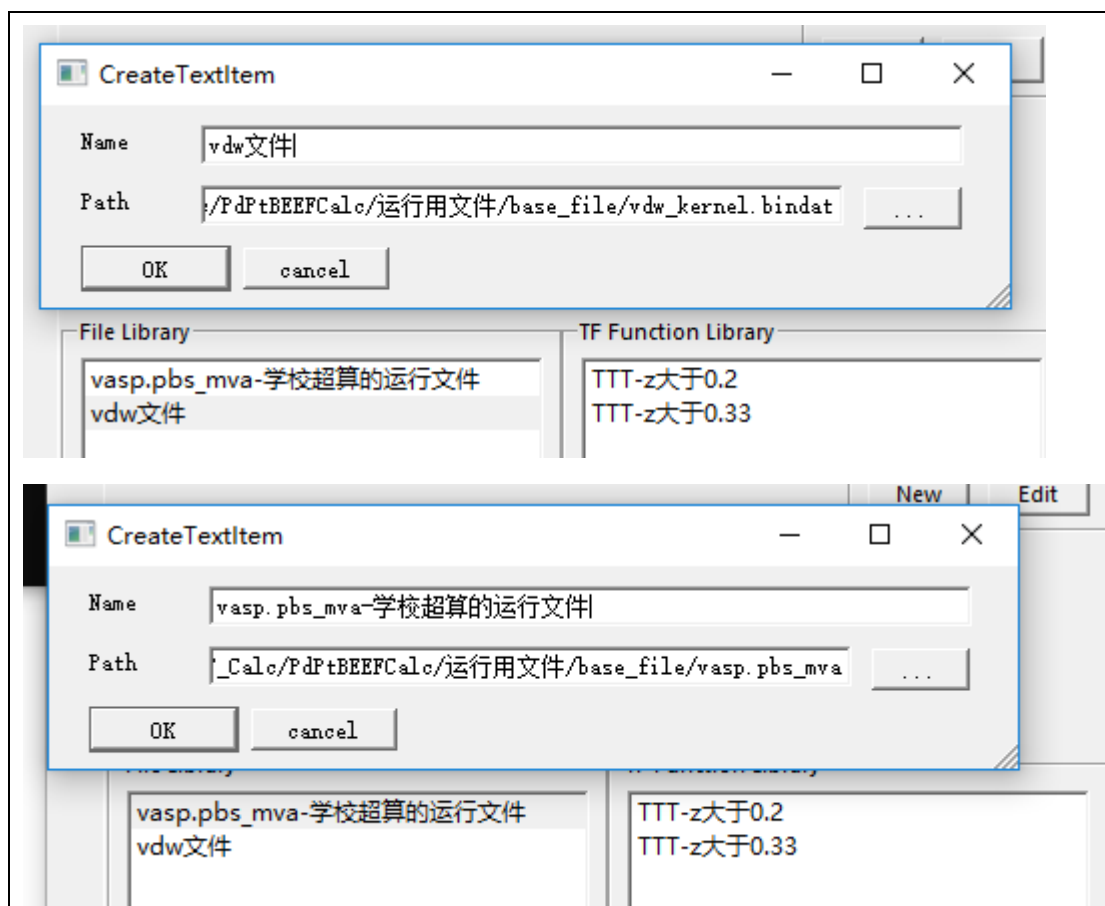 CreateTextItem
Name
vdw文件
Path
/PdPtBEEFCalc/运行用文件/base_file/vdw_kernel.bindat
...
OK
cancel
File Library
TF Function Library
vasp.pbs_mva-学校超算的运行文件
TTT-z大于0.2
vdw文件
TTT-z大于0.33
New
Edit
CreateTextItem
Name
vasp.pbs_mva-学校超算的运行文件
Path
_Calc/PdPtBEEFCalc/运行用文件/base_file/vasp.pbs_mva
...
OK
cancel
vasp.pbs_mva-学校超算的运行文件
TTT-z大于0.2
vdw文件
TTT-z大于0.33